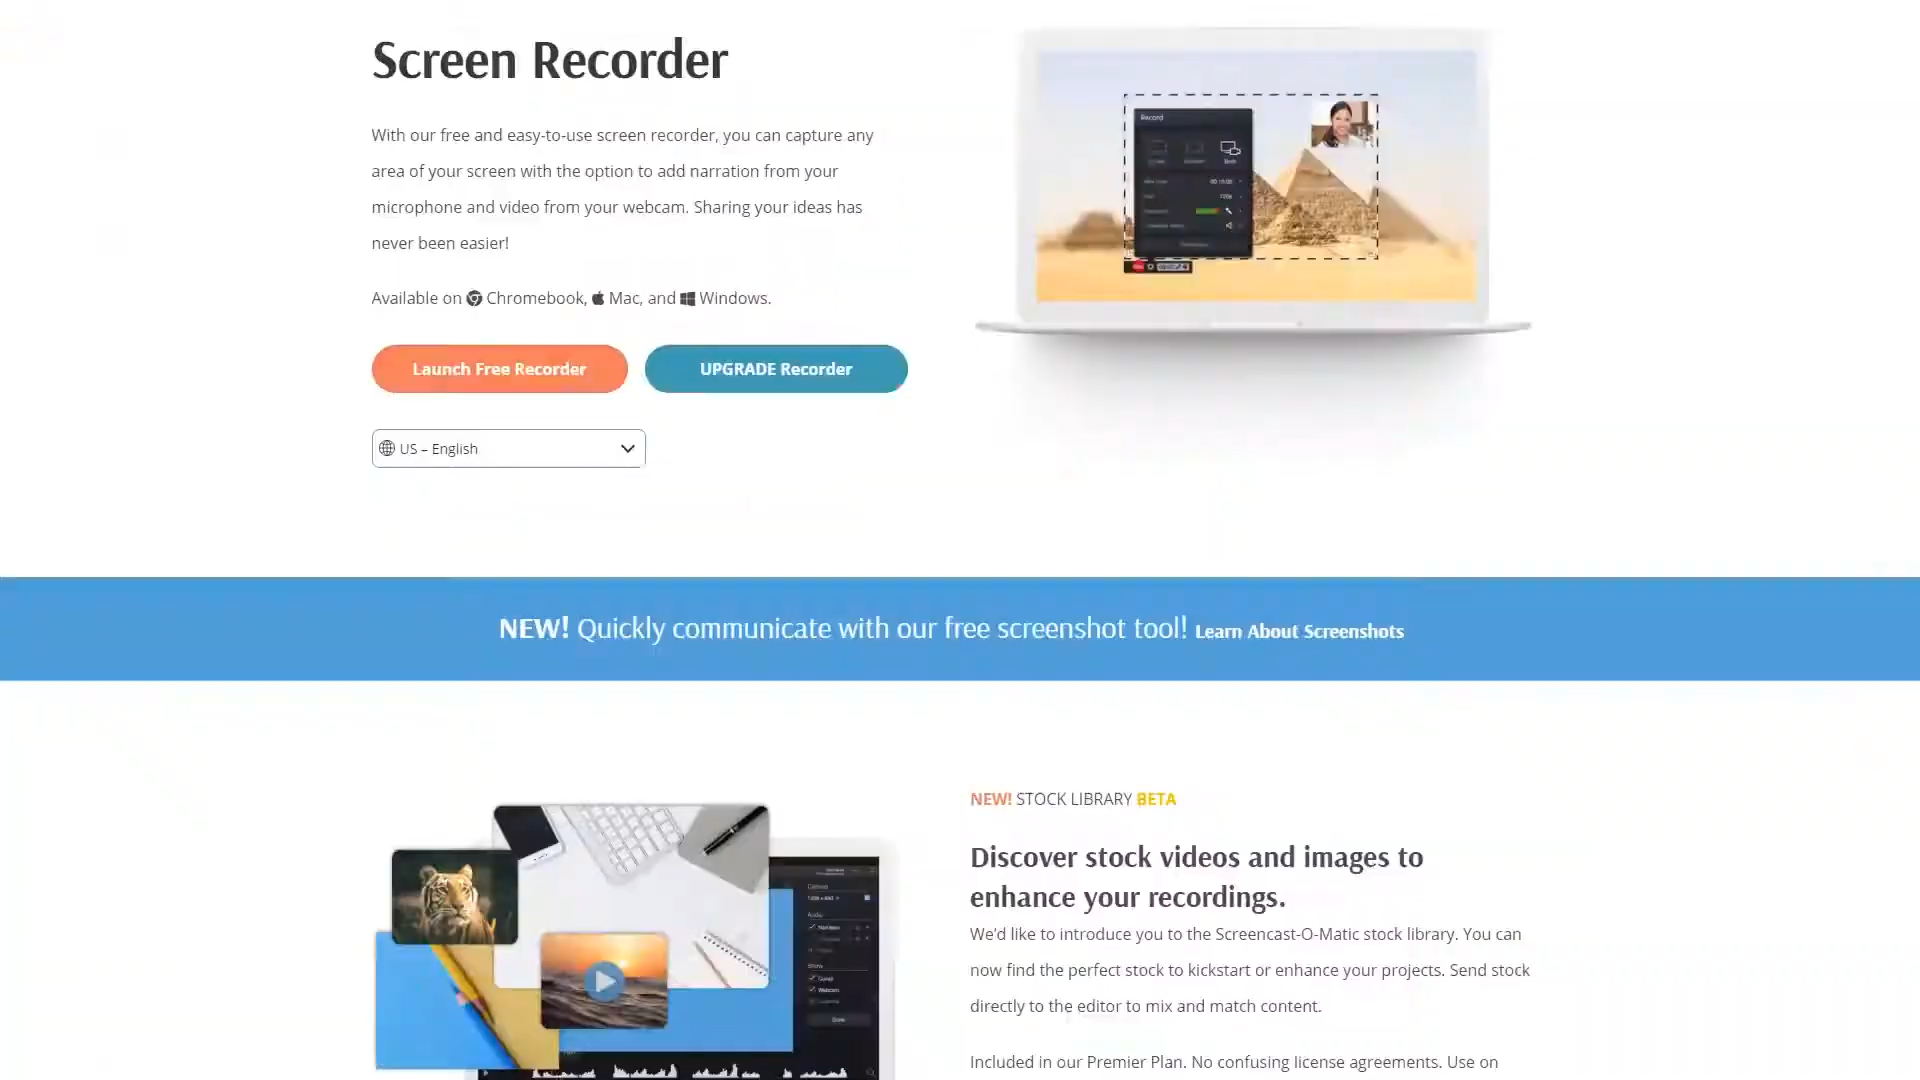 Screen Recorder
With our free and easy-to-use screen recorder, you can capture any
area of your screen with the option to add narration from your
microphone and video from your webcam. Sharing your ideas has
never been easier!
Available on Chromebook, Mac, and Windows.
Launch Free Recorder
UPGRADE Recorder
US – English
Record
NEW! Quickly communicate with our free screenshot tool! Learn About Screenshots
NEW! STOCK LIBRARY BETA
Discover stock videos and images to
enhance your recordings.
We'd like to introduce you to the Screencast-O-Matic stock library. You can
now find the perfect stock to kickstart or enhance your projects. Send stock
directly to the editor to mix and match content.
Included in our Premier Plan. No confusing license agreements. Use on